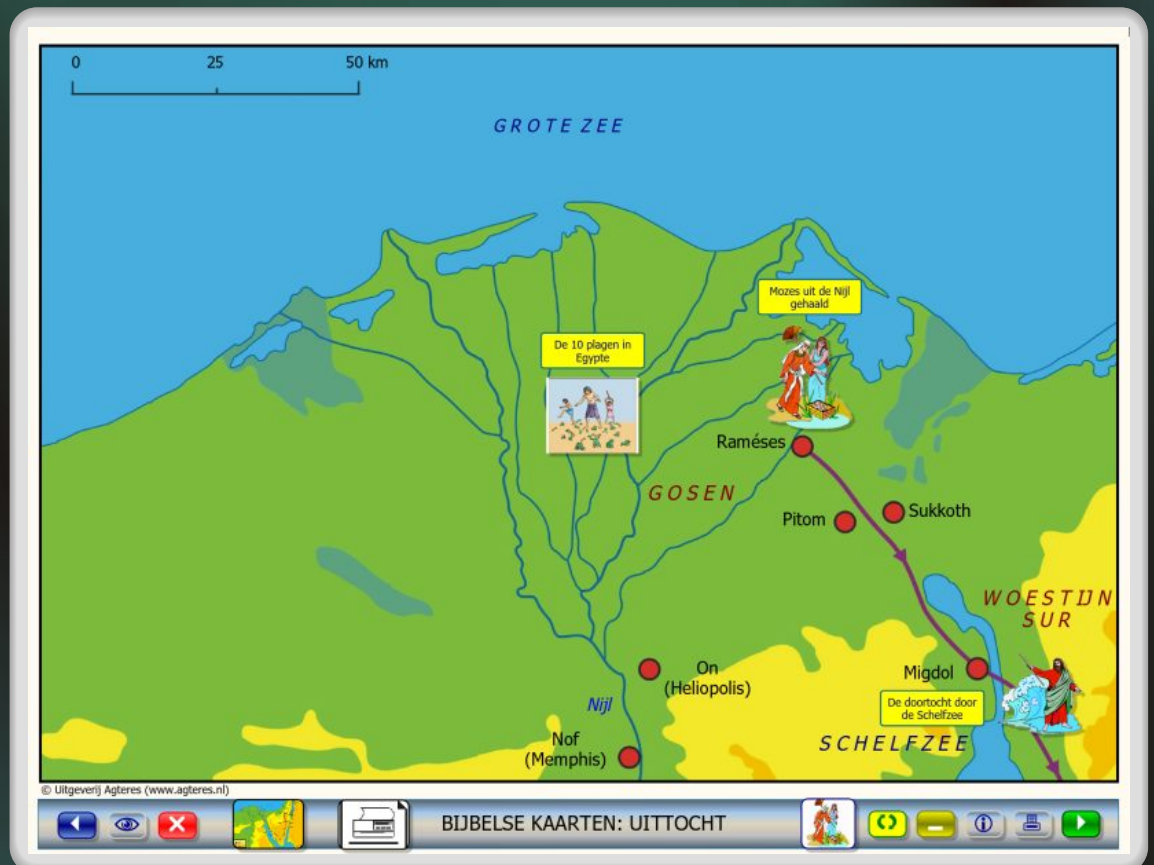 0 25 50 km
GROTE ZEE
Mozes uit de Nijl
gehaald
De 10 plagen in
Egypte
Raméses
GOSEN
Pitom
Sukkoth
WOESTIJN
SUR
On
(Heliopolis)
Migdol
De doortocht door
de Schelfzee
Nijl
SCHELFZEE
Nof
(Memphis)
© Uitgeverij Agteres (www.agteres.nl)
BIJBELSE KAARTEN: UITTOCHT